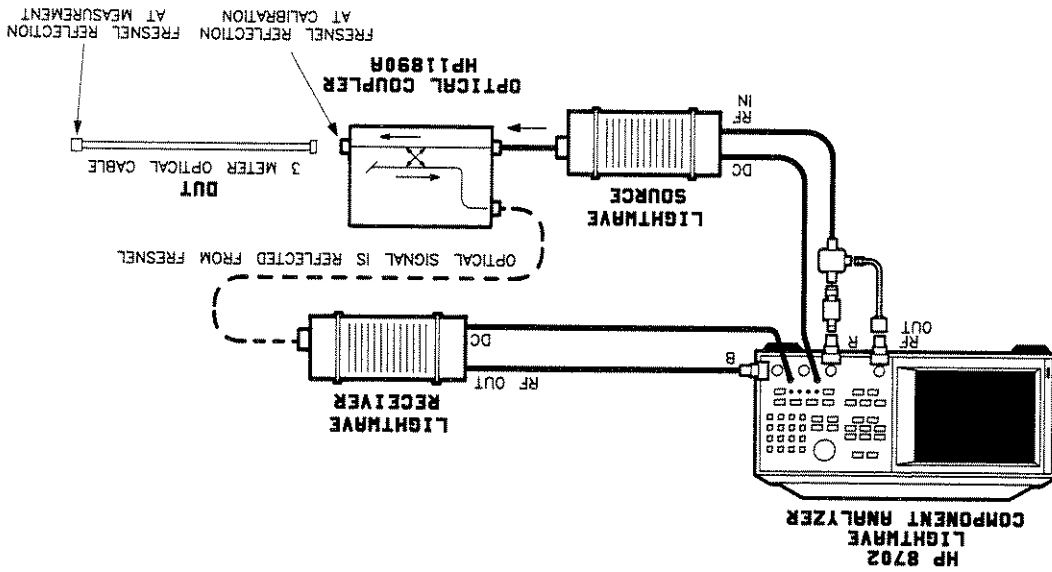 HP 8702
LIGHTWAVE
COMPONENT ANALYZER
LIGHTWAVE
RECEIVER
RF OUT
B
DC
RF
OUT
R
OPTICAL SIGNAL IS REFLECTED FROM FRESNEL
LIGHTWAVE
SOURCE
DC
RF
IN
DUT
3 METER OPTICAL CABLE
OPTICAL COUPLER
HP11890A
FRESNEL REFLECTION
AT CALIBRATION
FRESNEL REFLECTION
AT MEASUREMENT